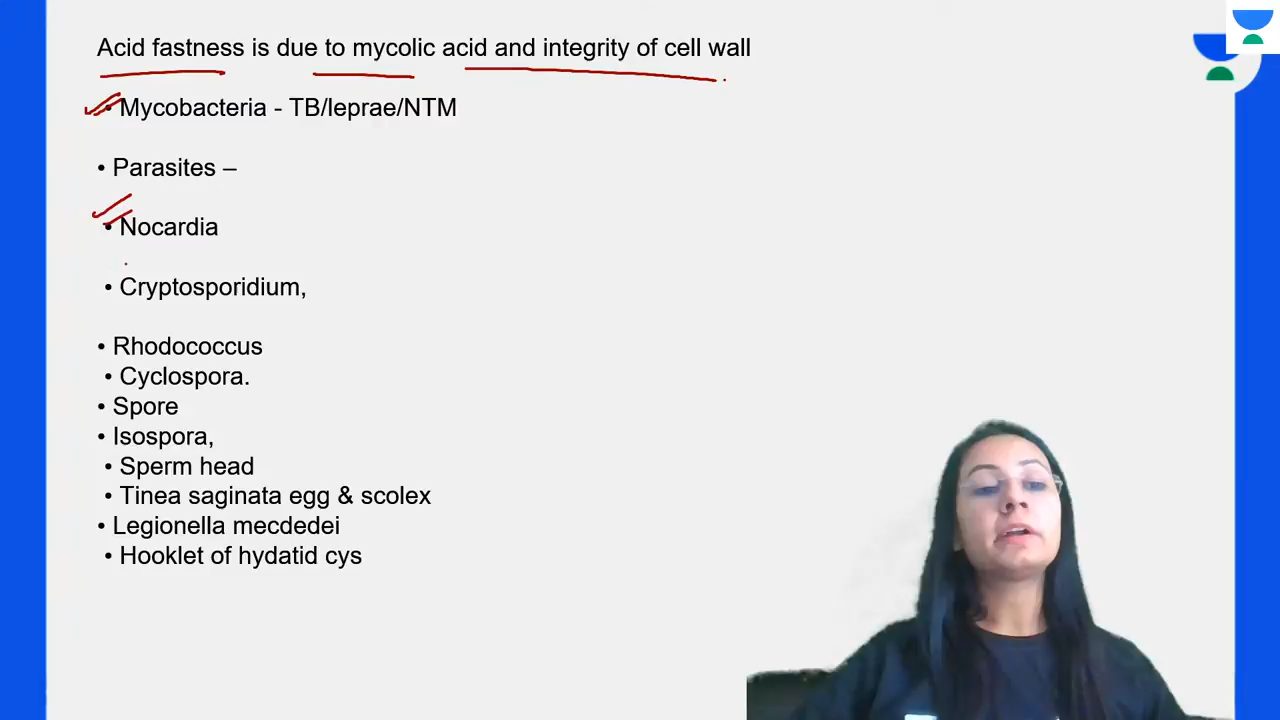 Acid fastness is due to mycolic acid and integrity of cell wall
• Mycobacteria - TB/leprae/NTM
• Parasites –
• Nocardia
• Cryptosporidium,
• Rhodococcus
• Cyclospora.
• Spore
• Isospora,
• Sperm head
• Tinea saginata egg & scolex
• Legionella mecdedei
• Hooklet of hydatid cys